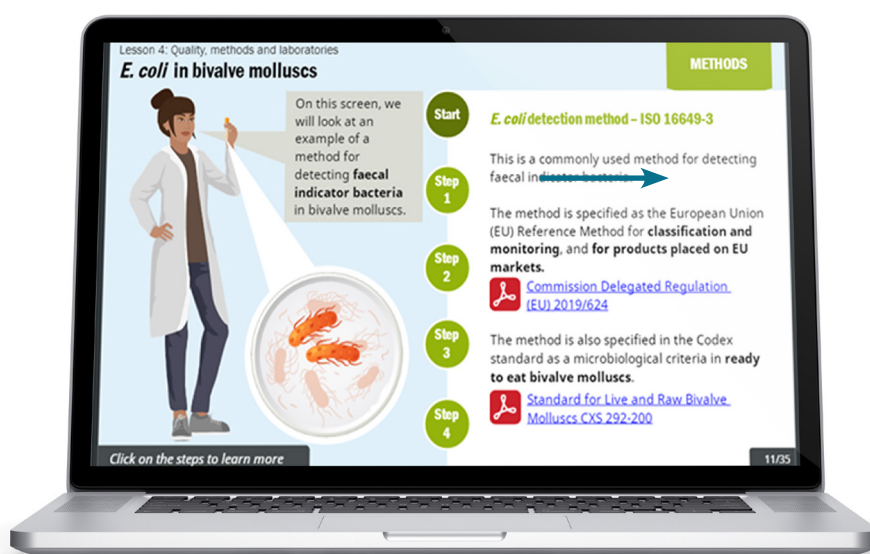 Lesson 4: Quality, methods and laboratories
E. coli in bivalve molluscs
METHODS
On this screen, we
will look at an
example of a
method for
detecting faecal
indicator bacteria
in bivalve molluscs.
Start
Step
1
Step
2
Step
3
Step
4
E. coli detection method – ISO 16649-3
This is a commonly used method for detecting
faecal indicator bacteria.
The method is specified as the European Union
(EU) Reference Method for classification and
monitoring, and for products placed on EU
markets.
Commission Delegated Regulation
(EU) 2019/624
The method is also specified in the Codex
standard as a microbiological criteria in ready
to eat bivalve molluscs.
Standard for Live and Raw Bivalve
Molluscs CXS 292-200
Click on the steps to learn more
11/35